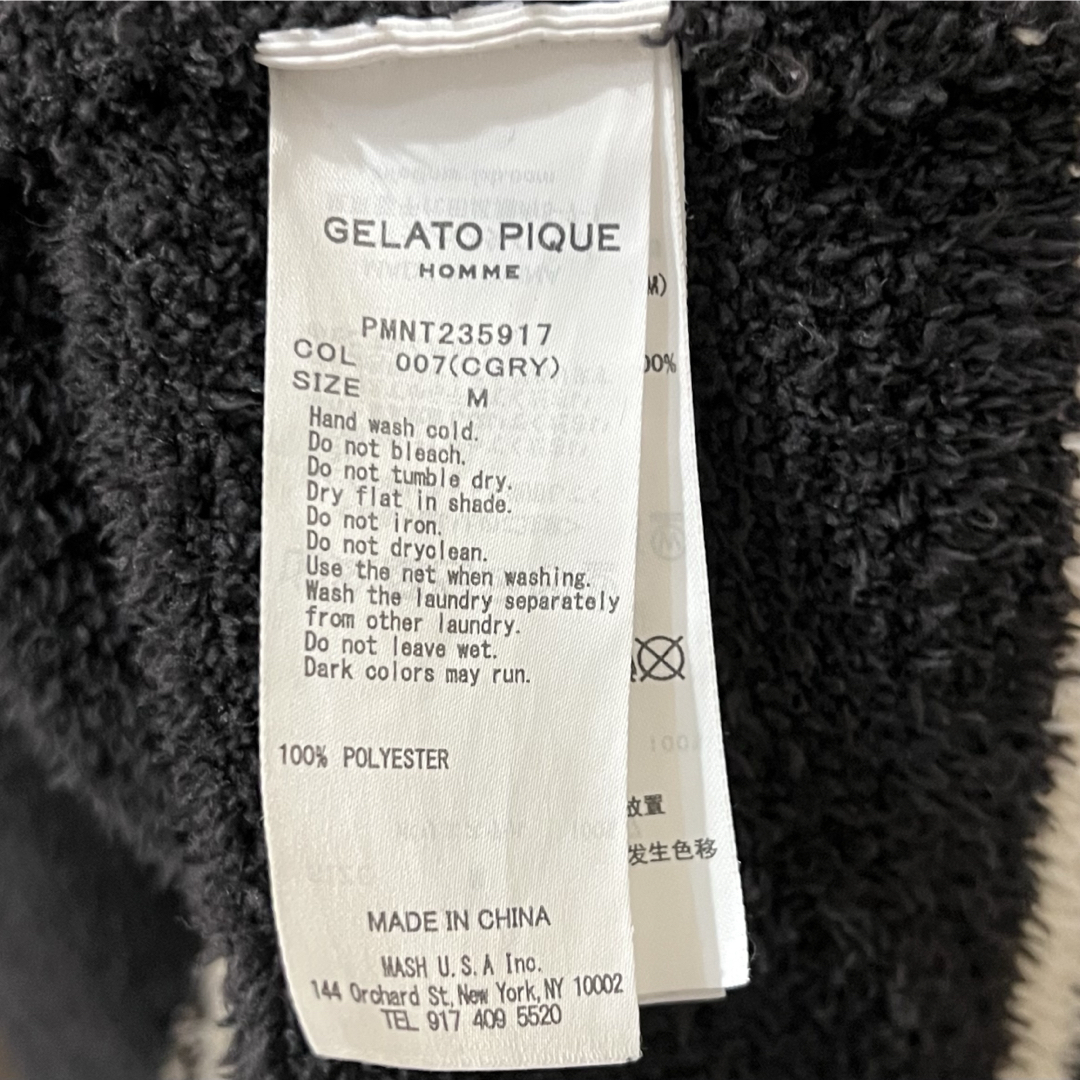 GELATO PIQUE
HOMME
PMNT235917
COL 007(CGRY)
SIZE M
Hand wash cold.
Do not bleach.
Do not tumble dry.
Dry flat in shade.
Do not iron.
Do not dryclean.
Use the net when washing.
Wash the laundry separately
from other laundry.
Do not leave wet.
Dark colors may run.
100% POLYESTER
MADE IN CHINA
MASH U.S.A Inc.
144 Orchard St,New York,NY 10002
TEL 917 409 5520
放置
发生色移